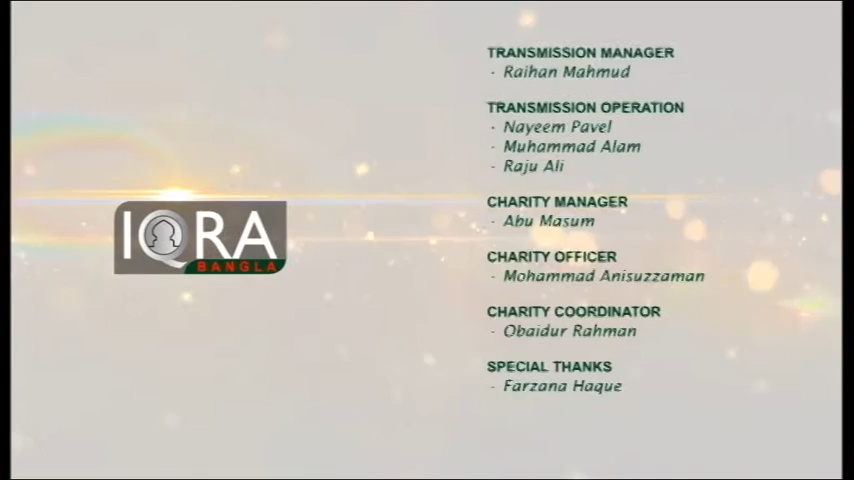 IQRA
BANGLA
TRANSMISSION MANAGER
- Raihan Mahmud
TRANSMISSION OPERATION
- Nayeem Pavel
- Muhammad Alam
- Raju Ali
CHARITY MANAGER
- Abu Masum
CHARITY OFFICER
- Mohammad Anisuzzaman
CHARITY COORDINATOR
- Obaidur Rahman
SPECIAL THANKS
- Farzana Haque